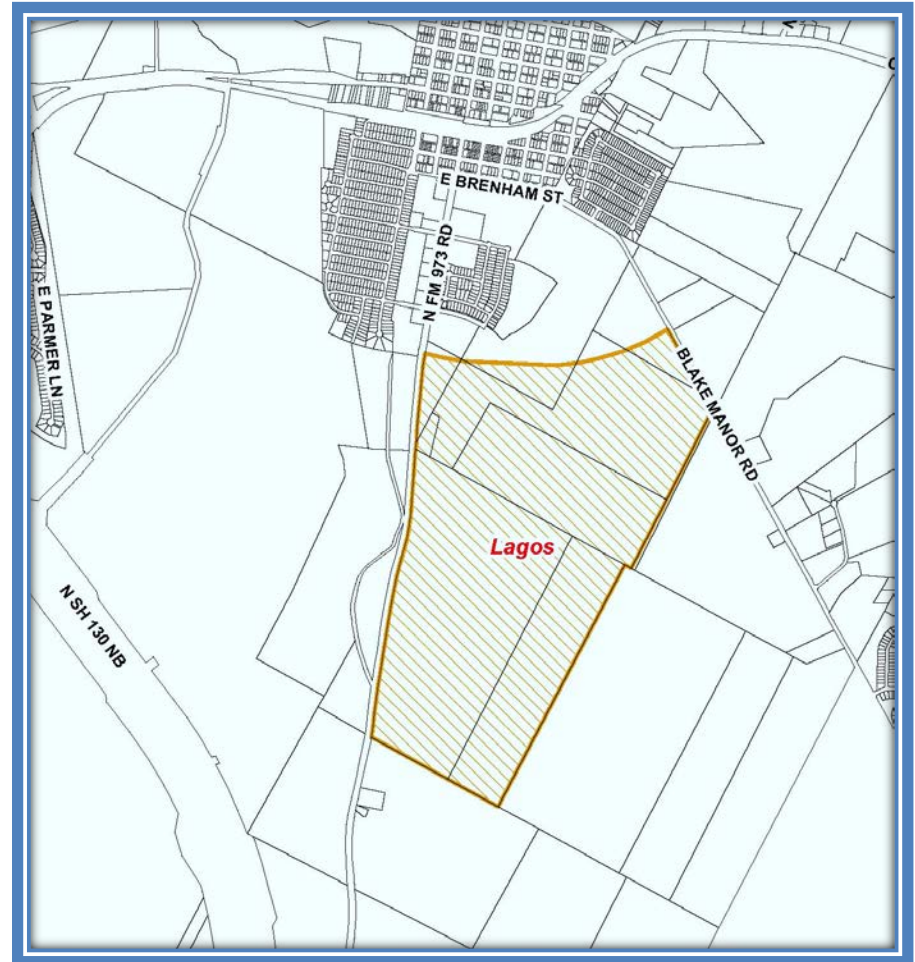 E BRENHAM ST
N FM 973 RD
E PARMER LN
BLAKE MANOR RD
Lagos
N SH 130 NB